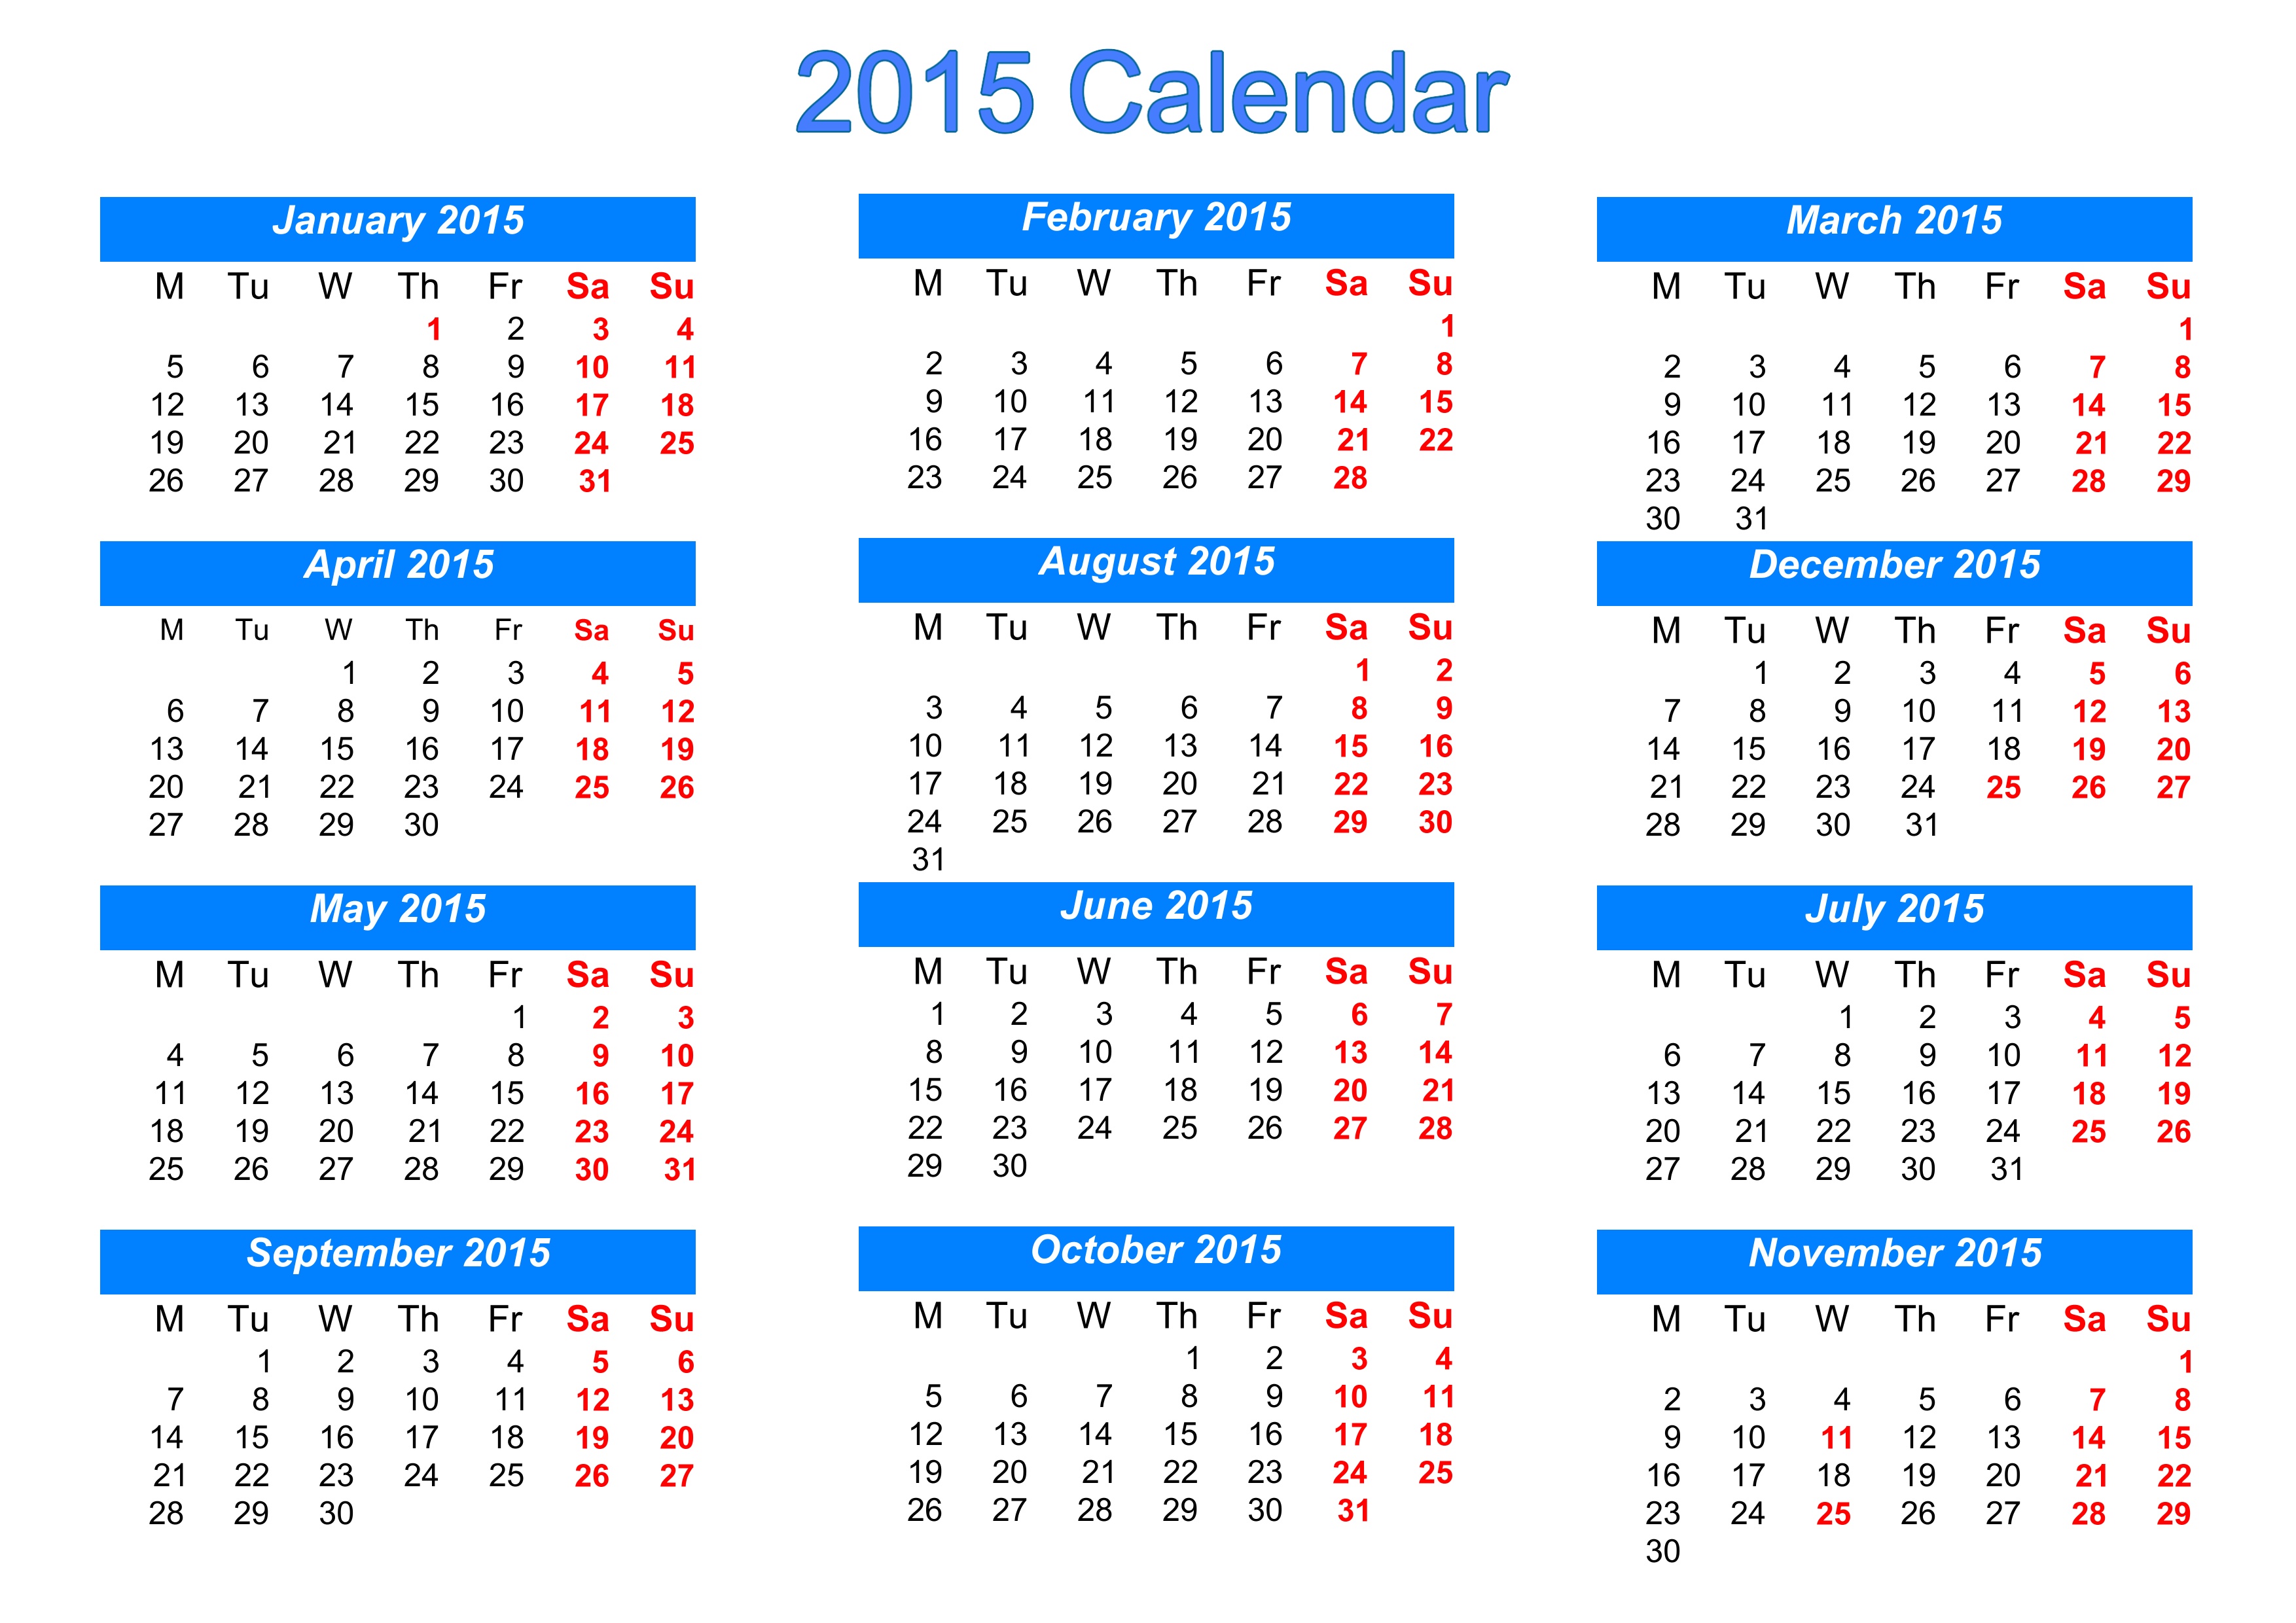 2015 Calendar
January 2015
M Tu W Th Fr Sa Su
1 2 3 4
5 6 7 8 9 10 11
12 13 14 15 16 17 18
19 20 21 22 23 24 25
26 27 28 29 30 31
February 2015
M Tu W Th Fr Sa Su
1
2 3 4 5 6 7 8
9 10 11 12 13 14 15
16 17 18 19 20 21 22
23 24 25 26 27 28
March 2015
M Tu W Th Fr Sa Su
1
2 3 4 5 6 7 8
9 10 11 12 13 14 15
16 17 18 19 20 21 22
23 24 25 26 27 28 29
30 31
April 2015
M Tu W Th Fr Sa Su
1 2 3 4 5
6 7 8 9 10 11 12
13 14 15 16 17 18 19
20 21 22 23 24 25 26
27 28 29 30
August 2015
M Tu W Th Fr Sa Su
1 2
3 4 5 6 7 8 9
10 11 12 13 14 15 16
17 18 19 20 21 22 23
24 25 26 27 28 29 30
31
December 2015
M Tu W Th Fr Sa Su
1 2 3 4 5 6
7 8 9 10 11 12 13
14 15 16 17 18 19 20
21 22 23 24 25 26 27
28 29 30 31
May 2015
M Tu W Th Fr Sa Su
1 2 3
4 5 6 7 8 9 10
11 12 13 14 15 16 17
18 19 20 21 22 23 24
25 26 27 28 29 30 31
June 2015
M Tu W Th Fr Sa Su
1 2 3 4 5 6 7
8 9 10 11 12 13 14
15 16 17 18 19 20 21
22 23 24 25 26 27 28
29 30
July 2015
M Tu W Th Fr Sa Su
1 2 3 4 5
6 7 8 9 10 11 12
13 14 15 16 17 18 19
20 21 22 23 24 25 26
27 28 29 30 31
September 2015
M Tu W Th Fr Sa Su
1 2 3 4 5 6
7 8 9 10 11 12 13
14 15 16 17 18 19 20
21 22 23 24 25 26 27
28 29 30
October 2015
M Tu W Th Fr Sa Su
1 2 3 4
5 6 7 8 9 10 11
12 13 14 15 16 17 18
19 20 21 22 23 24 25
26 27 28 29 30 31
November 2015
M Tu W Th Fr Sa Su
1
2 3 4 5 6 7 8
9 10 11 12 13 14 15
16 17 18 19 20 21 22
23 24 25 26 27 28 29
30